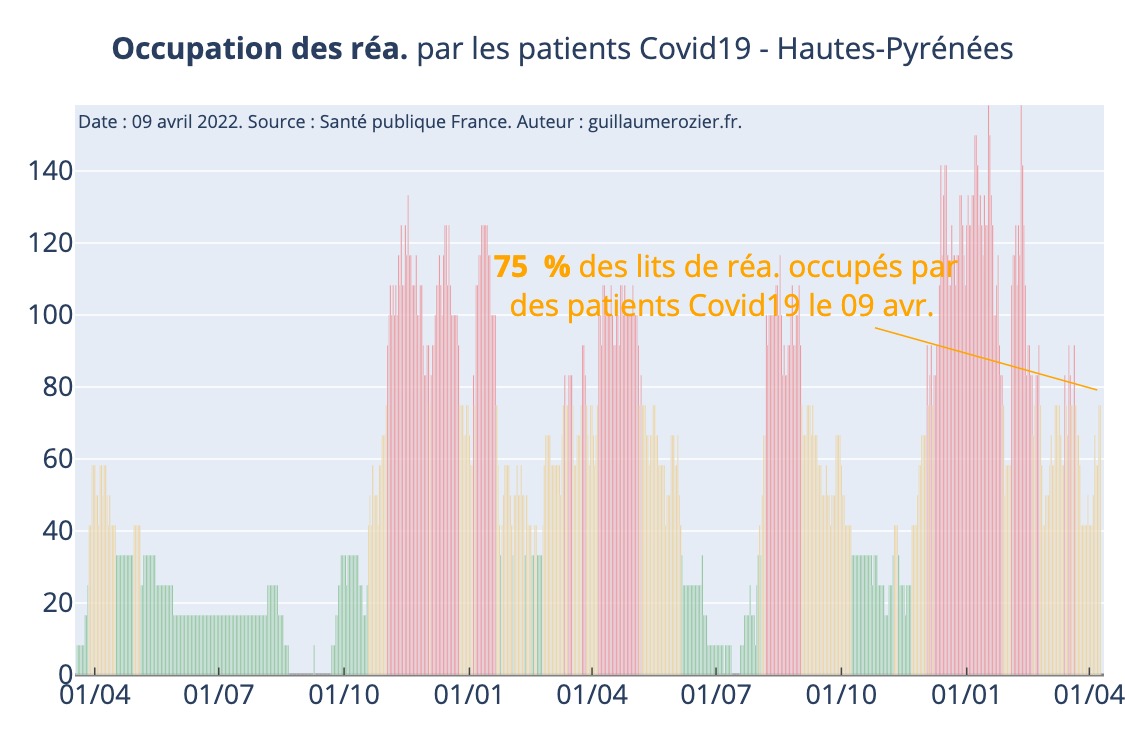 Occupation des réa. par les patients Covid19 - Hautes-Pyrénées
Date : 09 avril 2022. Source : Santé publique France. Auteur : guillaumerozier.fr.
140
120
75 % des lits de réa. occupés par
des patients Covid19 le 09 avr.
100
80
60
40
20
0
01/04 01/07 01/10 01/01 01/04 01/07 01/10 01/01 01/04